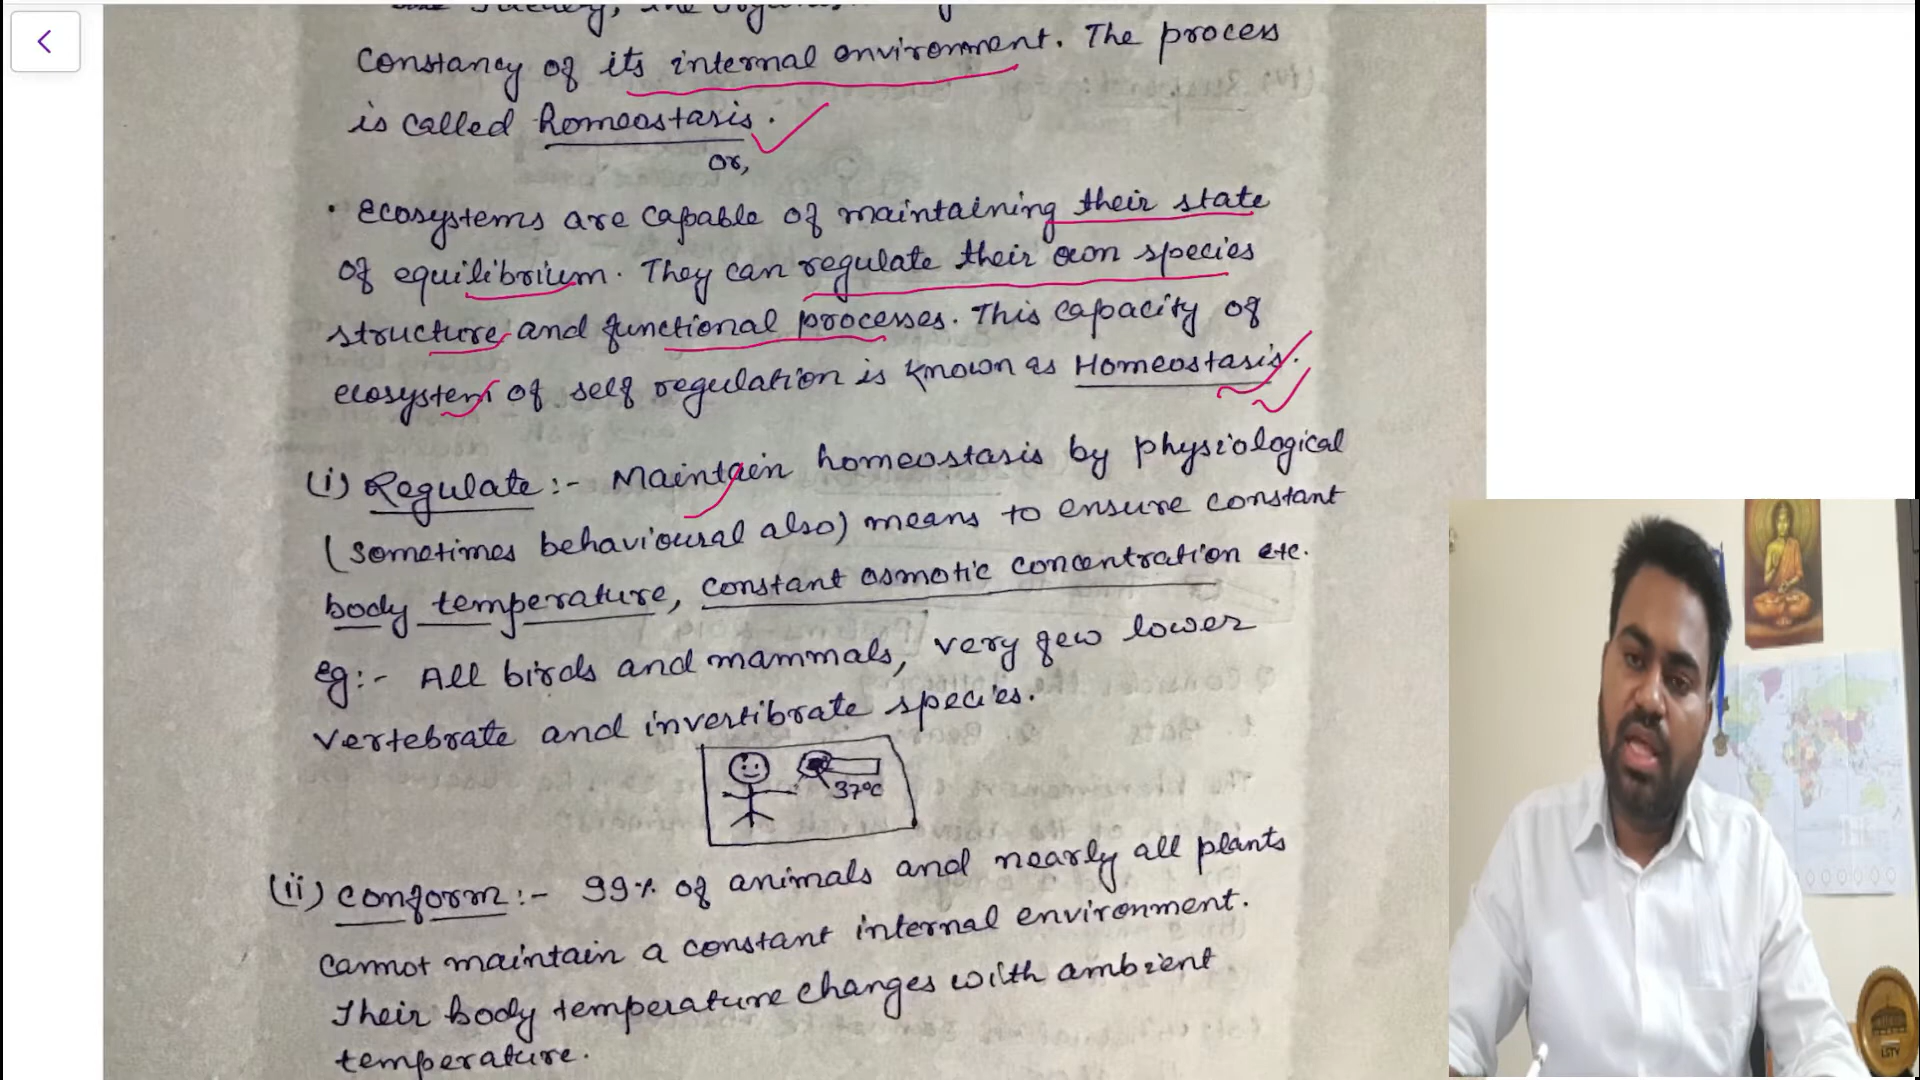 constancy of its internal environment. The process
is called homeostasis.
or,
• Ecosystems are capable of maintaining their state
of equilibrium. They can regulate their own species
structure and functional processes. This capacity of
ecosystem of self regulation is known as Homeostasis.
(i) Regulate :- Maintain homeostasis by physiological
(sometimes behavioural also) means to ensure constant
body temperature, constant osmotic concentration etc.
eg:- All birds and mammals, very few lower
vertebrate and invertibrate species.
37°C
(ii) conform :- 99% of animals and nearly all plants
cannot maintain a constant internal environment.
Their body temperature changes with ambient
temperature.
LSTV